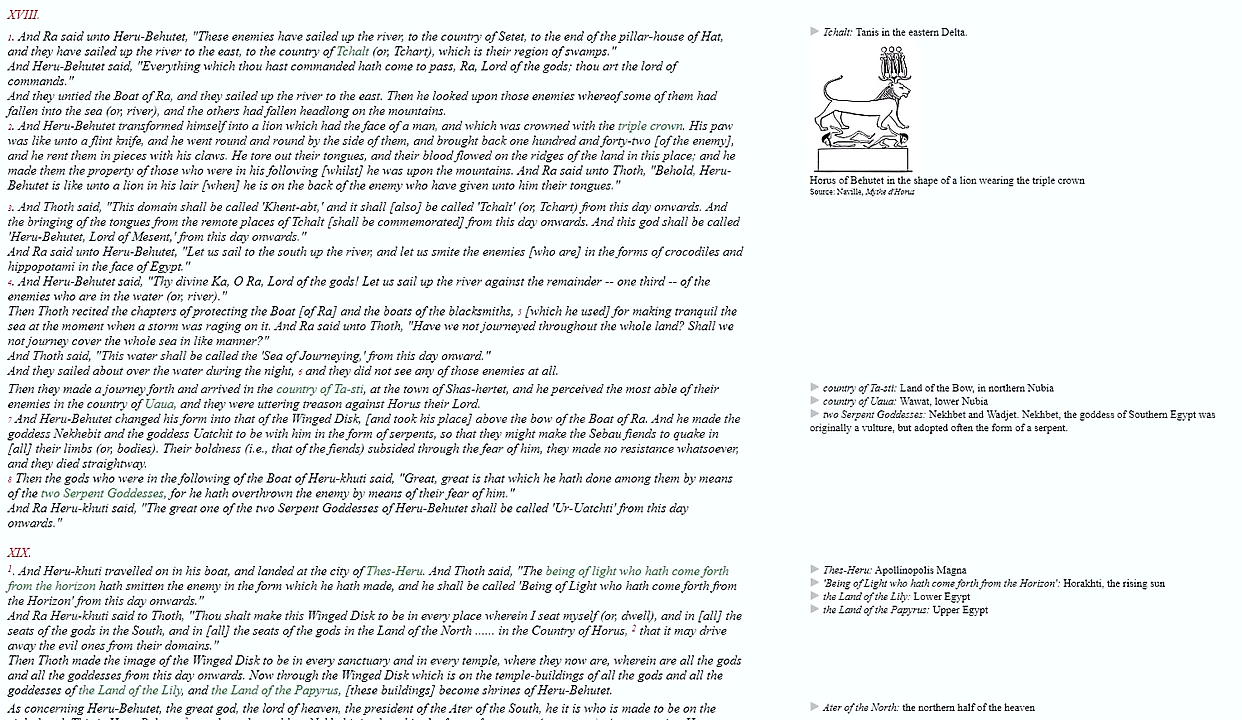 XVIII.
1. And Ra said unto Heru-Behutet, "These enemies have sailed up the river, to the country of Setet, to the end of the pillar-house of Hat,
and they have sailed up the river to the east, to the country of Tchalt (or, Tchart), which is their region of swamps."
And Heru-Behutet said, "Everything which thou hast commanded hath come to pass, Ra, Lord of the gods; thou art the lord of
commands."
And they untied the Boat of Ra, and they sailed up the river to the east. Then he looked upon those enemies whereof some of them had
fallen into the sea (or, river), and the others had fallen headlong on the mountains.
2. And Heru-Behutet transformed himself into a lion which had the face of a man, and which was crowned with the triple crown. His paw
was like unto a flint knife, and he went round and round by the side of them, and brought back one hundred and forty-two [of the enemy],
and he rent them in pieces with his claws. He tore out their tongues, and their blood flowed on the ridges of the land in this place; and he
made them the property of those who were in his following [whilst] he was upon the mountains. And Ra said unto Thoth, "Behold, Heru-
Behutet is like unto a lion in his lair [when] he is on the back of the enemy who have given unto him their tongues."
3. And Thoth said, "This domain shall be called 'Khent-abt,' and it shall [also] be called 'Tchalt' (or, Tchart) from this day onwards. And
the bringing of the tongues from the remote places of Tchalt [shall be commemorated] from this day onwards. And this god shall be called
'Heru-Behutet, Lord of Mesent,' from this day onwards."
And Ra said unto Heru-Behutet, "Let us sail to the south up the river, and let us smite the enemies [who are] in the forms of crocodiles and
hippopotami in the face of Egypt."
4. And Heru-Behutet said, "Thy divine Ka, O Ra, Lord of the gods! Let us sail up the river against the remainder -- one third -- of the
enemies who are in the water (or, river)."
Then Thoth recited the chapters of protecting the Boat [of Ra] and the boats of the blacksmiths, 5 [which he used] for making tranquil the
sea at the moment when a storm was raging on it. And Ra said unto Thoth, "Have we not journeyed throughout the whole land? Shall we
not journey over the whole sea in like manner?"
And Thoth said, "This water shall be called the 'Sea of Journeying,' from this day onward."
And they sailed about over the water during the night, 6 and they did not see any of those enemies at all.
Then they made a journey forth and arrived in the country of Ta-sti, at the town of Shas-hertet, and he perceived the most able of their
enemies in the country of Uaua, and they were uttering treason against Horus their Lord.
7 And Heru-Behutet changed his form into that of the Winged Disk, [and took his place] above the bow of the Boat of Ra. And he made the
goddess Nekhebit and the goddess Uatchit to be with him in the form of serpents, so that they might make the Sebau fiends to quake in
[all] their limbs (or, bodies). Their boldness (i.e., that of the fiends) subsided through the fear of him, they made no resistance whatsoever,
and they died straightway.
8 Then the gods who were in the following of the Boat of Heru-khuti said, "Great, great is that which he hath done among them by means
of the two Serpent Goddesses, for he hath overthrown the enemy by means of their fear of him."
And Ra Heru-khuti said, "The great one of the two Serpent Goddesses of Heru-Behutet shall be called 'Ur-Uatchti' from this day
onwards."
XIX.
1. And Heru-khuti travelled on in his boat, and landed at the city of Thes-Heru. And Thoth said, "The being of light who hath come forth
from the horizon hath smitten the enemy in the form which he hath made, and he shall be called 'Being of Light who hath come forth from
the Horizon' from this day onwards."
And Ra Heru-khuti said to Thoth, "Thou shalt make this Winged Disk to be in every place wherein I seat myself (or, dwell), and in [all] the
seats of the gods in the South, and in [all] the seats of the gods in the Land of the North ...... in the Country of Horus, 2 that it may drive
away the evil ones from their domains."
Then Thoth made the image of the Winged Disk to be in every sanctuary and in every temple, where they now are, wherein are all the gods
and all the goddesses from this day onwards. Now through the Winged Disk which is on the temple-buildings of all the gods and all the
goddesses of the Land of the Lily, and the Land of the Papyrus, [these buildings] become shrines of Heru-Behutet.
As concerning Heru-Behutet, the great god, the lord of heaven, the president of the Ater of the South, he it is who is made to be on the
Tchalt: Tanis in the eastern Delta.
Horus of Behutet in the shape of a lion wearing the triple crown
Source: Naville, Mythe d'Horus
country of Ta-sti: Land of the Bow, in northern Nubia
country of Uaua: Wawat, lower Nubia
two Serpent Goddesses: Nekhbet and Wadjet. Nekhbet, the goddess of Southern Egypt was
originally a vulture, but adopted often the form of a serpent.
Thes-Heru: Apollinopolis Magna
'Being of Light who hath come forth from the Horizon': Horakhti, the rising sun
the Land of the Lily: Lower Egypt
the Land of the Papyrus: Upper Egypt
Ater of the North: the northern half of the heaven